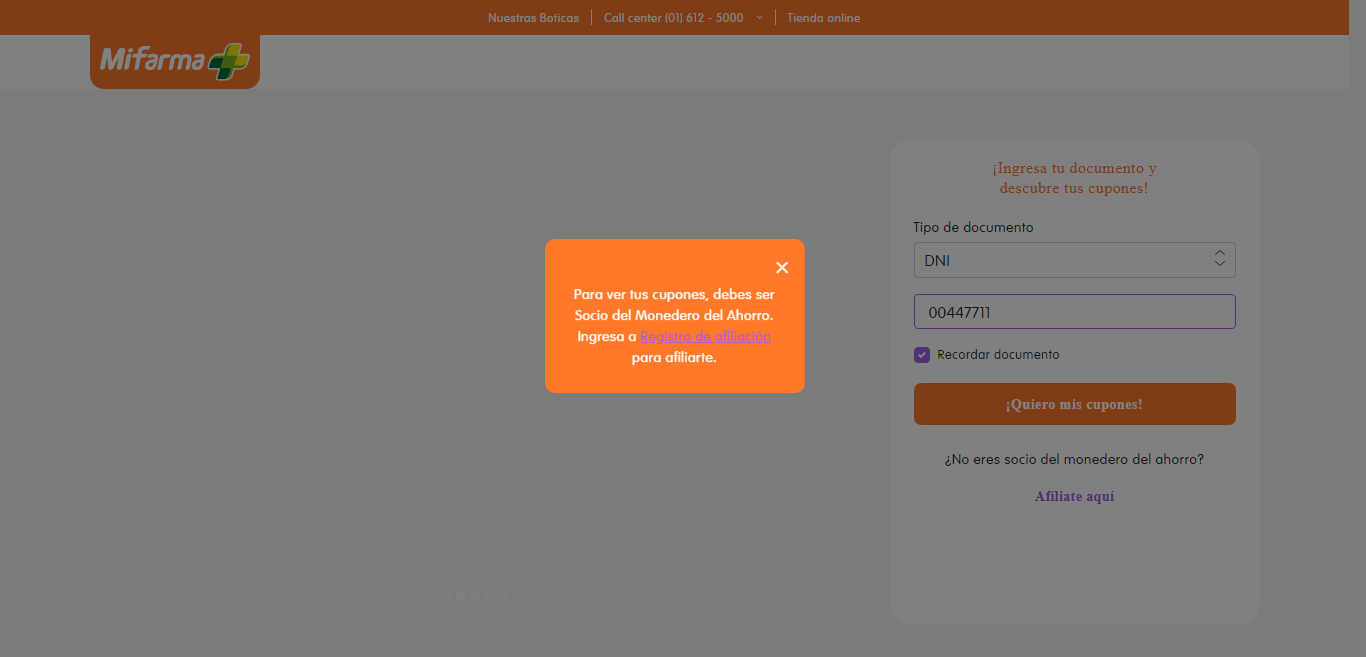 Nuestras Boticas
Call center (01) 612 - 5000
Tienda online
Mifarma
¡Ingresa tu documento y
descubre tus cupones!
Tipo de documento
DNI
00447711
Recordar documento
¡Quiero mis cupones!
¿No eres socio del monedero del ahorro?
Afíliate aquí
Para ver tus cupones, debes ser
Socio del Monedero del Ahorro.
Ingresa a Registro de afiliación
para afiliarte.